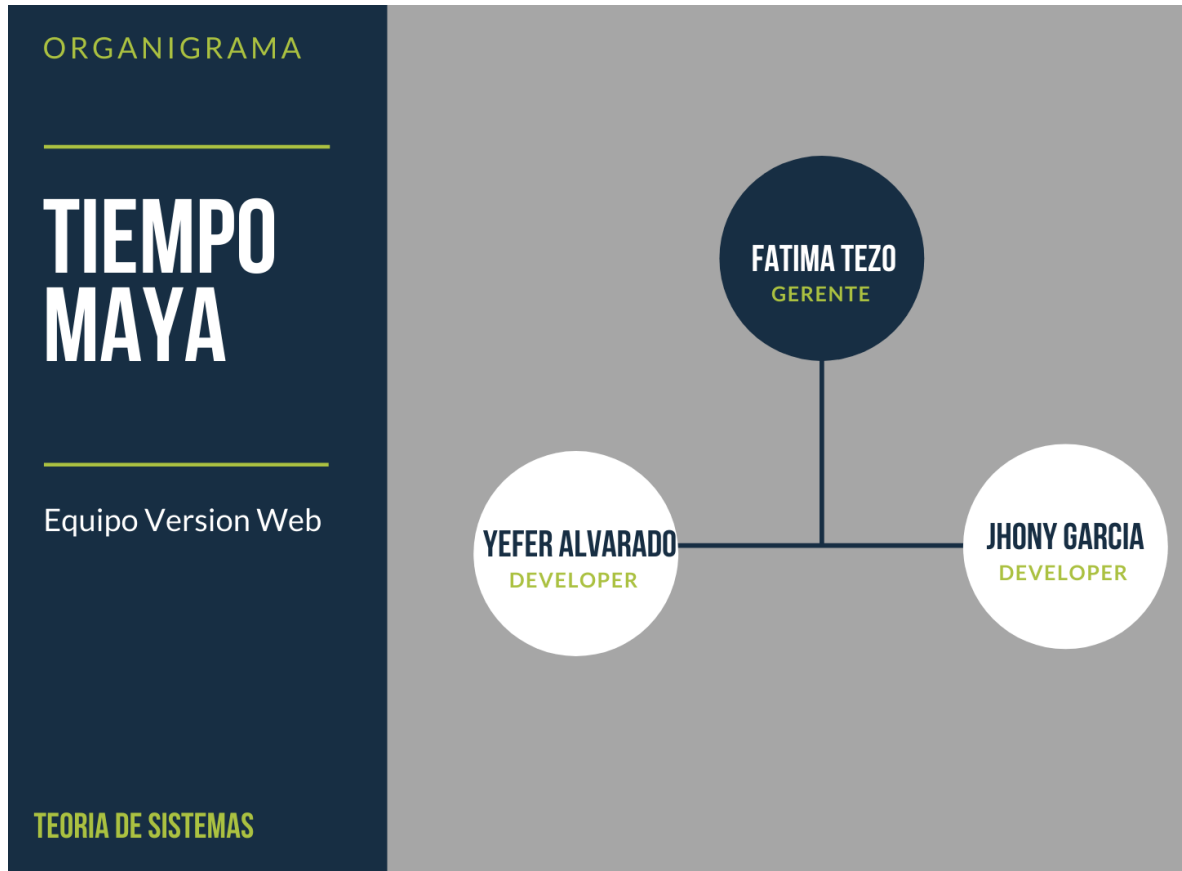 ORGANIGRAMA
TIEMPO
MAYA
Equipo Version Web
TEORIA DE SISTEMAS
FATIMA TEZO
GERENTE
YEFER ALVARADO
DEVELOPER
JHONY GARCIA
DEVELOPER